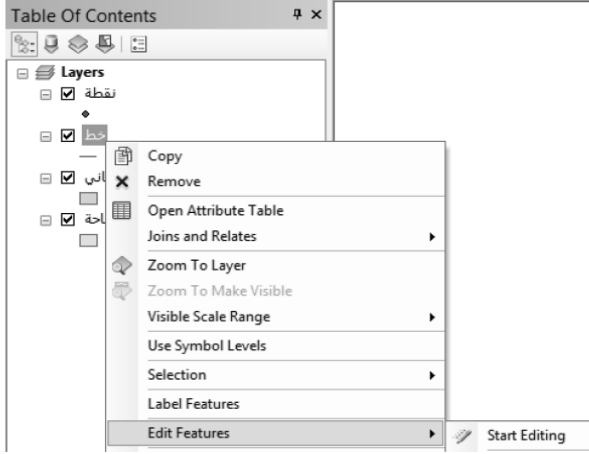 Table Of Contents
Layers
نقطة
خط
Copy
Remove
Open Attribute Table
Joins and Relates
Zoom To Layer
Zoom To Make Visible
Visible Scale Range
Use Symbol Levels
Selection
Label Features
Edit Features
Start Editing